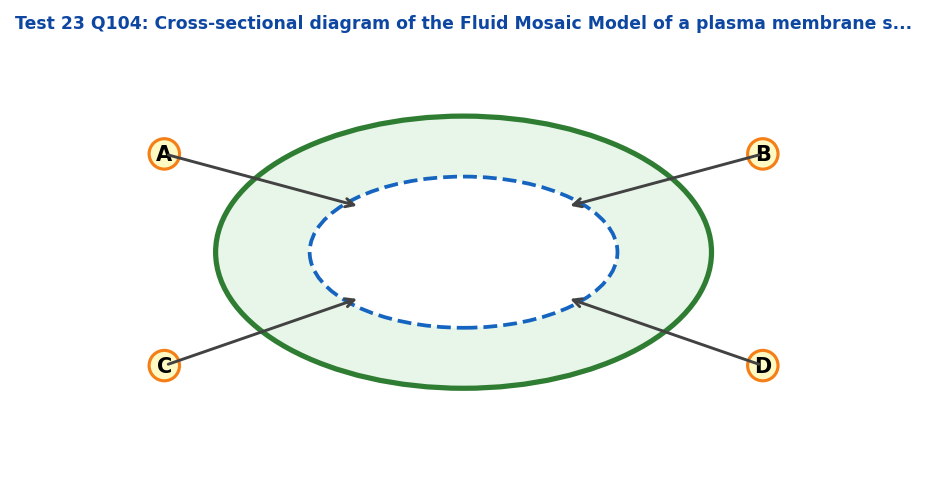 Test 23 Q104: Cross-sectional diagram of the Fluid Mosaic Model of a plasma membrane s...
A
B
C
D